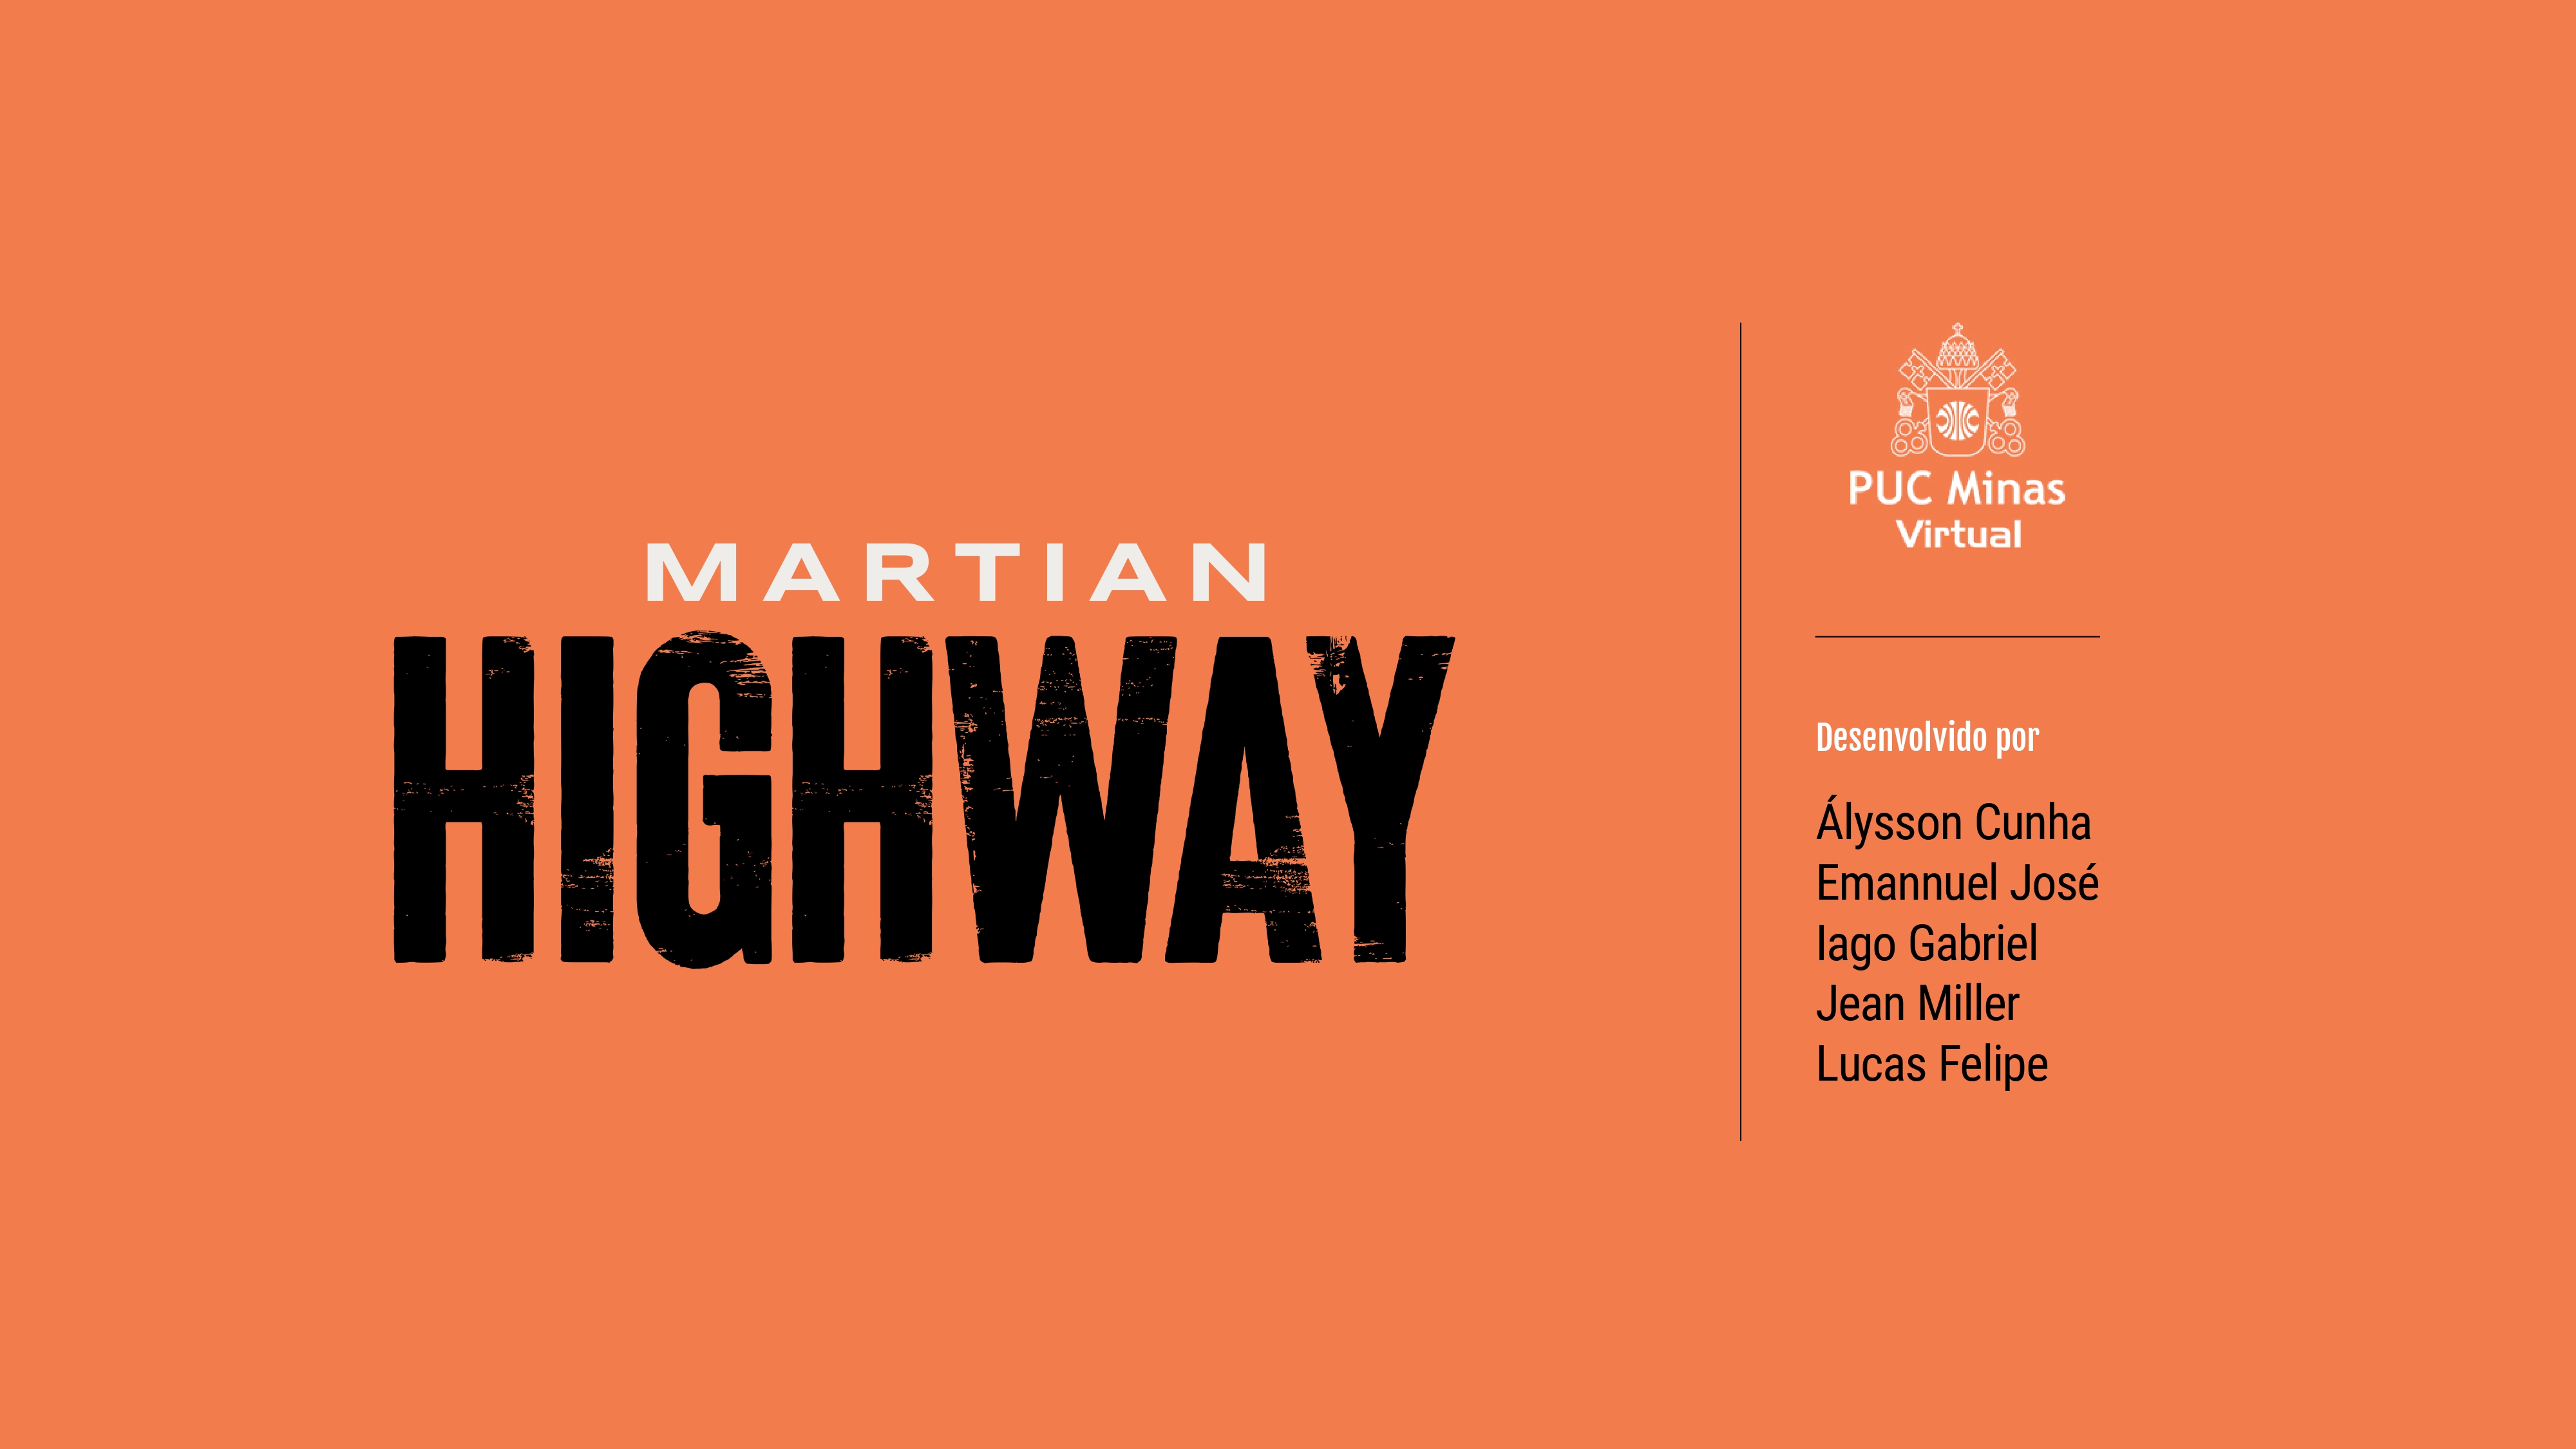 MARTIAN
HIGHWAY
PUC Minas
Virtual
Desenvolvido por
Álysson Cunha
Emannuel José
Iago Gabriel
Jean Miller
Lucas Felipe